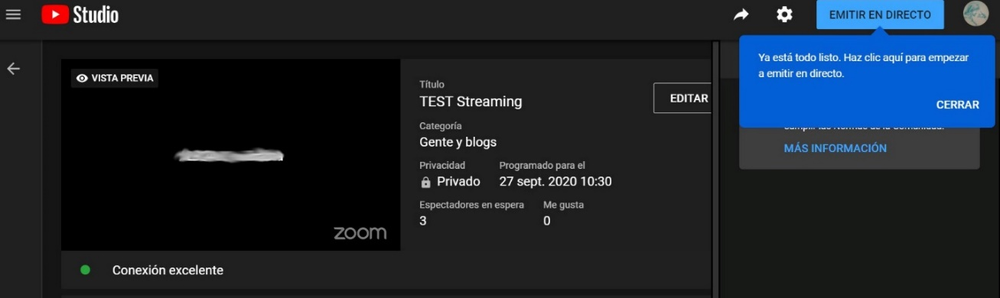 Studio
EMITIR EN DIRECTO
Ya está todo listo. Haz clic aquí para empezar
a emitir en directo.
CERRAR
MÁS INFORMACIÓN
VISTA PREVIA
zoom
Título
TEST Streaming
EDITAR
Categoría
Gente y blogs
Privacidad
Programado para el
Privado
27 sept. 2020 10:30
Espectadores en espera
Me gusta
3
0
Conexión excelente